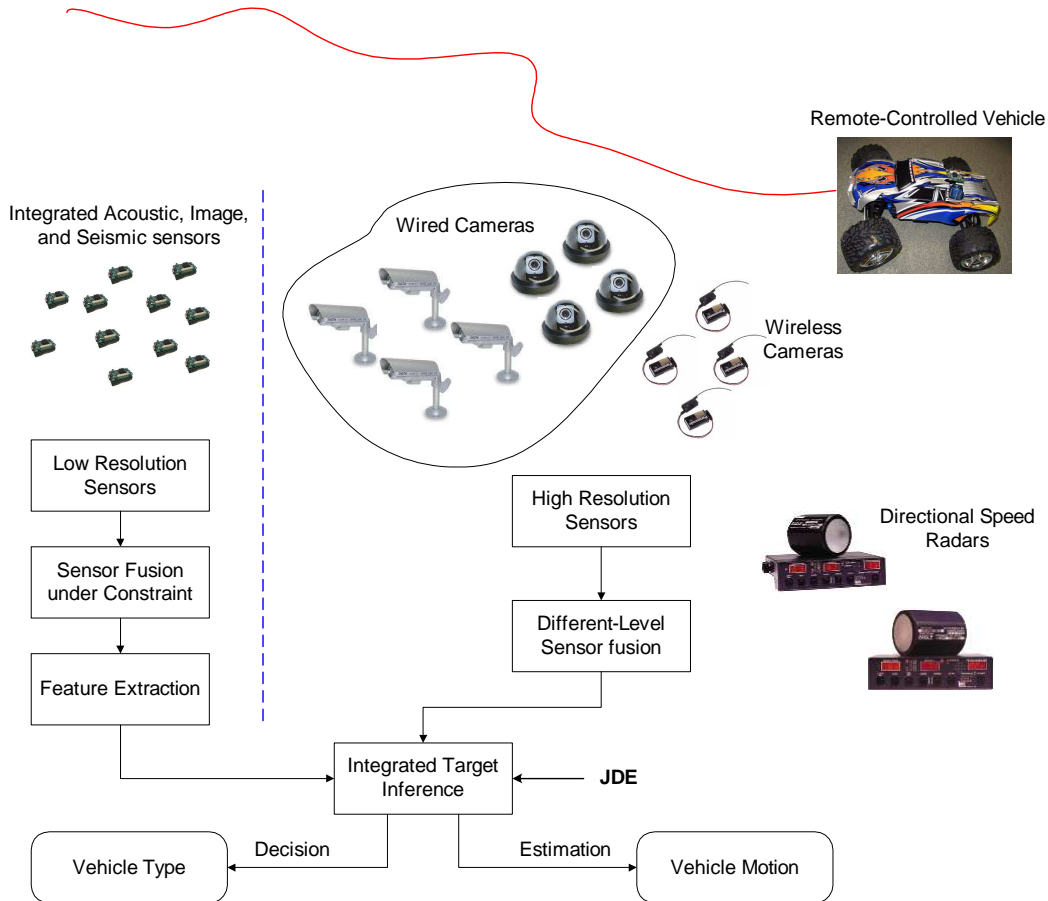 Remote-Controlled Vehicle
Integrated Acoustic, Image,
and Seismic sensors
Wired Cameras
Wireless
Cameras
Low Resolution
Sensors
High Resolution
Sensors
Directional Speed
Radars
Sensor Fusion
under Constraint
Different-Level
Sensor fusion
Feature Extraction
Integrated Target
Inference
JDE
Vehicle Type
Decision
Estimation
Vehicle Motion